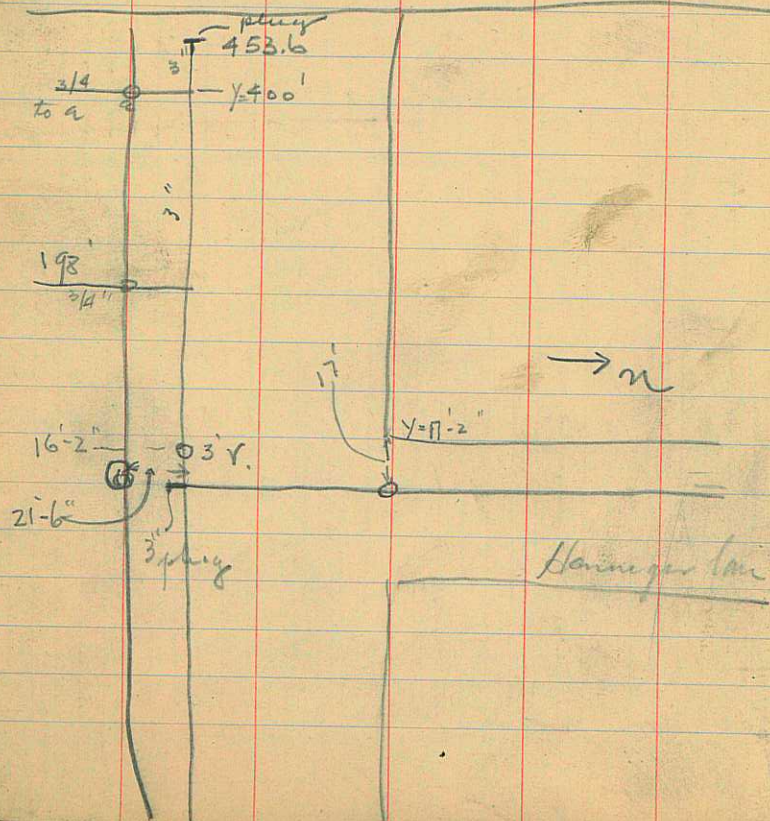 plug
453.6
3"
3/4
to a
a
Y=400'
3"
198'
3/4"
17'
n
Y=17'-2"
16'-2"
3' V.
21'-6"
3" plug